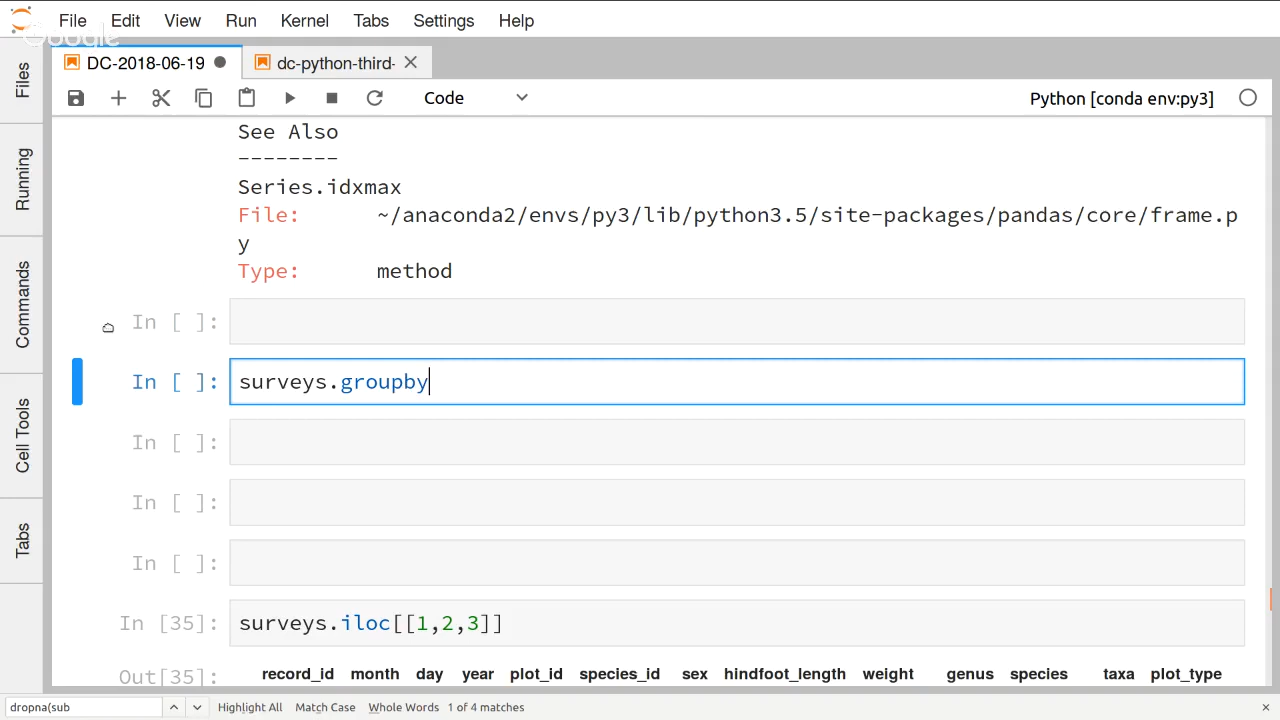 File Edit View Run Kernel Tabs Settings Help
Google
DC-2018-06-19 dc-python-third-
Code Python [conda env:py3]
Files
Running
Commands
Cell Tools
Tabs
See Also
--------
Series.idxmax
File: ~/anaconda2/envs/py3/lib/python3.5/site-packages/pandas/core/frame.p
y
Type: method
In [ ]:
In [ ]: surveys.groupby
In [ ]:
In [ ]:
In [ ]:
In [35]: surveys.iloc[[1,2,3]]
Out[35]: record_id month day year plot_id species_id sex hindfoot_length weight genus species taxa plot_type
dropna(sub Highlight All Match Case Whole Words 1 of 4 matches